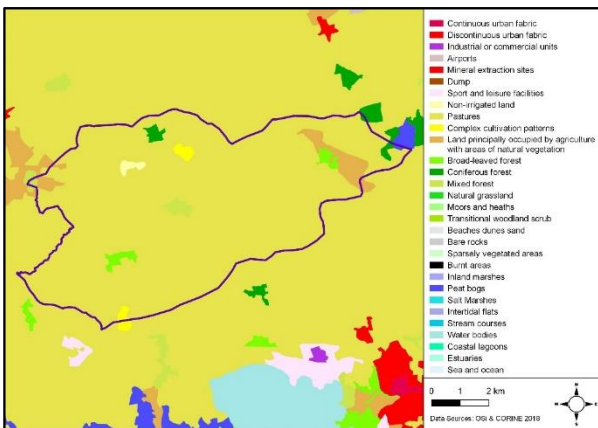 Continuous urban fabric
Discontinuous urban fabric
Industrial or commercial units
Airports
Mineral extraction sites
Dump
Sport and leisure facilities
Non-irrigated land
Pastures
Complex cultivation patterns
Land principally occupied by agriculture
with areas of natural vegetation
Broad-leaved forest
Coniferous forest
Mixed forest
Natural grassland
Moors and heaths
Transitional woodland scrub
Beaches dunes sand
Bare rocks
Sparsely vegetated areas
Burnt areas
Inland marshes
Peat bogs
Salt Marshes
Intertidal flats
Stream courses
Water bodies
Coastal lagoons
Estuaries
Sea and ocean
0 1 2 km
Data Sources: OSi & CORINE 2018